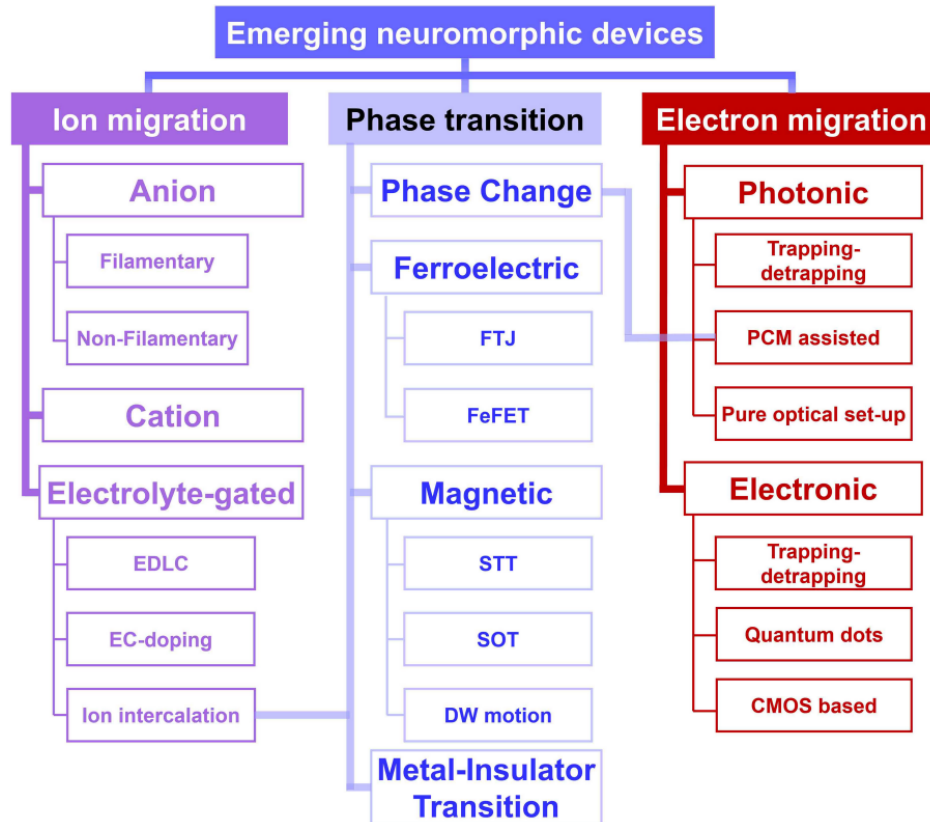 Emerging neuromorphic devices
Ion migration
Anion
Filamentary
Non-Filamentary
Cation
Electrolyte-gated
EDLC
EC-doping
Ion intercalation
Phase transition
Phase Change
Ferroelectric
FTJ
FeFET
Magnetic
STT
SOT
DW motion
Metal-Insulator
Transition
Electron migration
Photonic
Trapping-
detrapping
PCM assisted
Pure optical set-up
Electronic
Trapping-
detrapping
Quantum dots
CMOS based